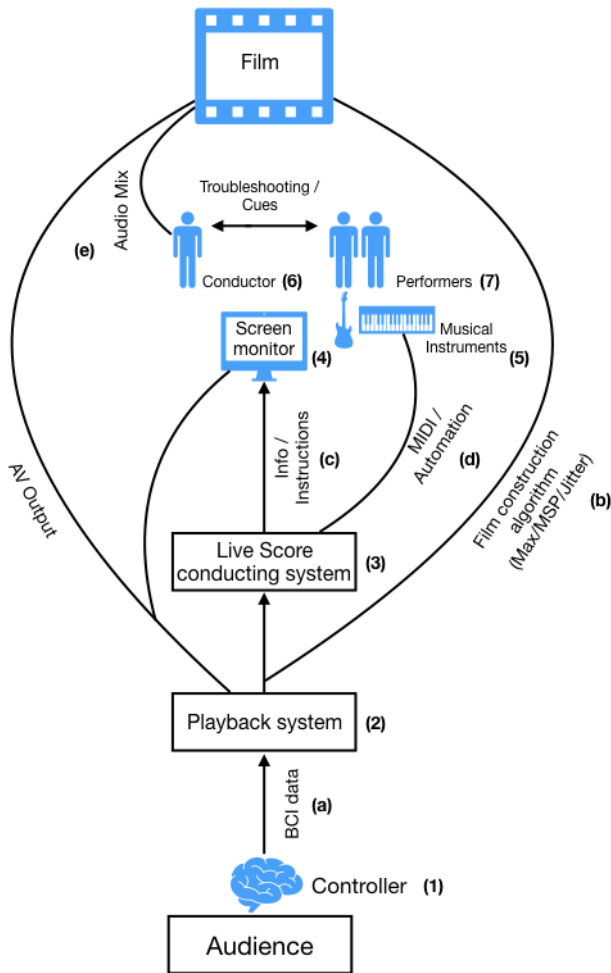 Film
Troubleshooting /
Cues
Audio Mix
(e)
Conductor (6)
Performers (7)
Screen
monitor
(4)
Musical
Instruments (5)
Info /
Instructions
(c)
MIDI /
Automation
(d)
AV Output
Film construction
algorithm
(Max/MSP/Jitter)
(b)
Live Score
conducting system
(3)
Playback system
(2)
BCI data
(a)
Controller (1)
Audience